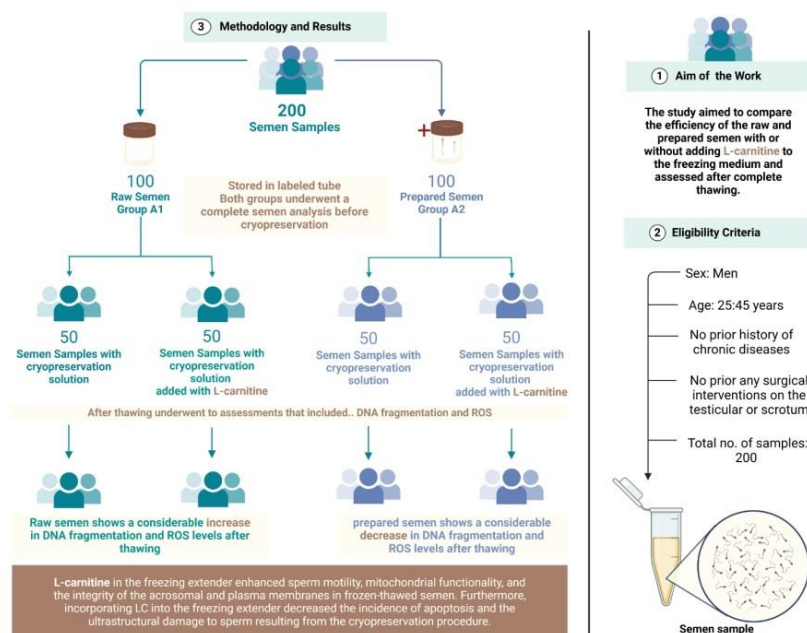 3 Methodology and Results
200
Semen Samples
100
Raw Semen
Group A1
Stored in labeled tube
Both groups underwent a
complete semen analysis before
cryopreservation
+
100
Prepared Semen
Group A2
50
Semen Samples with
cryopreservation
solution
50
Semen Samples with
cryopreservation
solution
added with L-carnitine
50
Semen Samples with
cryopreservation
solution
50
Semen Samples with
cryopreservation
solution
added with L-carnitine
After thawing underwent to assessments that included.. DNA fragmentation and ROS
Raw semen shows a considerable increase
in DNA fragmentation and ROS levels after
thawing
prepared semen shows a considerable
decrease in DNA fragmentation and
ROS levels after thawing
L-carnitine in the freezing extender enhanced sperm motility, mitochondrial functionality, and
the integrity of the acrosomal and plasma membranes in frozen-thawed semen. Furthermore,
incorporating LC into the freezing extender decreased the incidence of apoptosis and the
ultrastructural damage to sperm resulting from the cryopreservation procedure.
1 Aim of the Work
The study aimed to compare
the efficiency of the raw and
prepared semen with or
without adding L-carnitine to
the freezing medium and
assessed after complete
thawing.
2 Eligibility Criteria
Sex: Men
Age: 25:45 years
No prior history of
chronic diseases
No prior any surgical
interventions on the
testicular or scrotum
Total no. of samples:
200
Semen sample